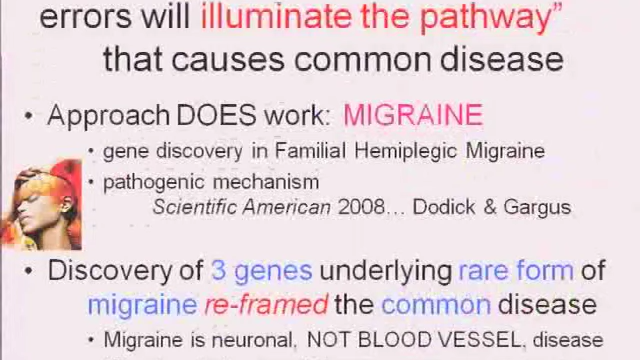 errors will illuminate the pathway”
that causes common disease
• Approach DOES work: MIGRAINE
• gene discovery in Familial Hemiplegic Migraine
• pathogenic mechanism
Scientific American 2008... Dodick & Gargus
• Discovery of 3 genes underlying rare form of
migraine re-framed the common disease
• Migraine is neuronal, NOT BLOOD VESSEL, disease